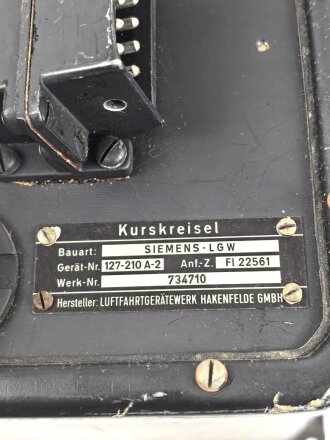 Kurskreisel
Bauart: SIEMENS-LGW
Gerät-Nr. 127-210 A-2 Anf.-Z. Fl 22561
Werk-Nr. 734710
Hersteller: LUFTFAHRTGERÄTEWERK HAKENFELDE GMBH